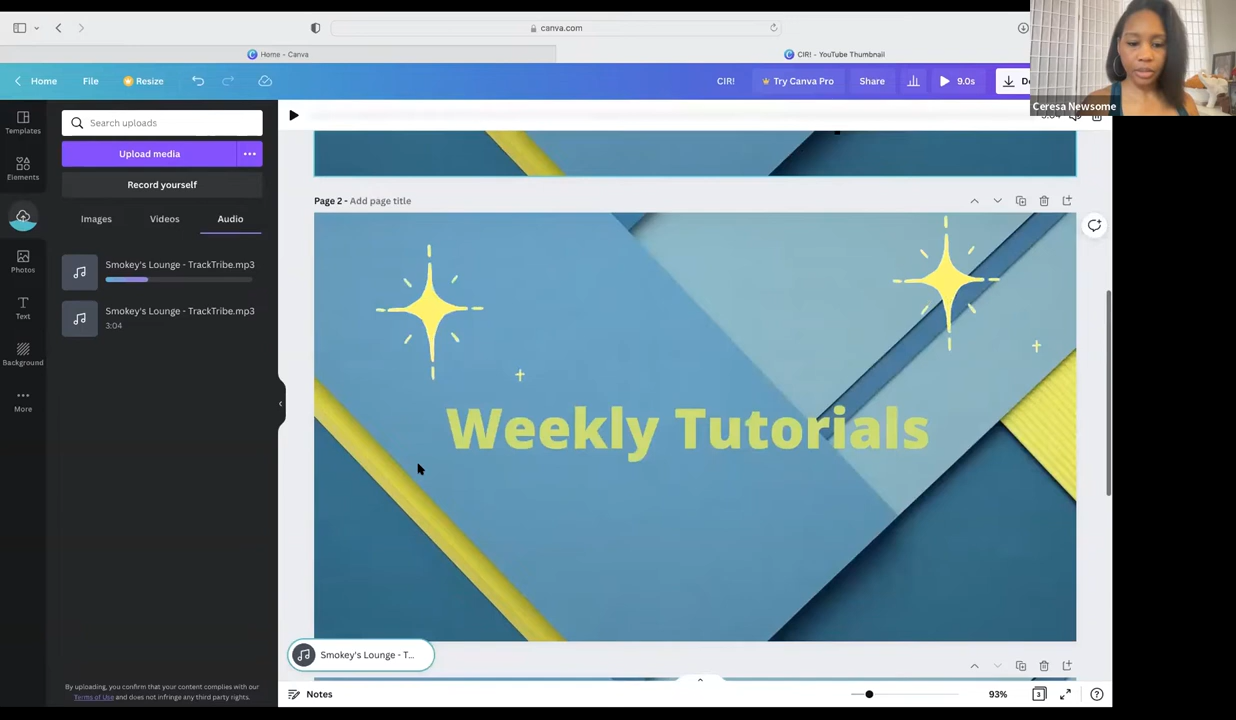 canva.com
Home - Canva
CIR! - YouTube Thumbnail
Home
File
Resize
CIR!
Try Canva Pro
Share
9.0s
Ceresa Newsome
Templates
Elements
Photos
Text
Background
More
Search uploads
Upload media
Record yourself
Images
Videos
Audio
Smokey's Lounge - TrackTribe.mp3
Smokey's Lounge - TrackTribe.mp3
3:04
By uploading, you confirm that your content complies with our
Terms of Use and does not infringe any third party rights.
Page 2 - Add page title
Weekly Tutorials
Smokey's Lounge - T...
Notes
93%
3